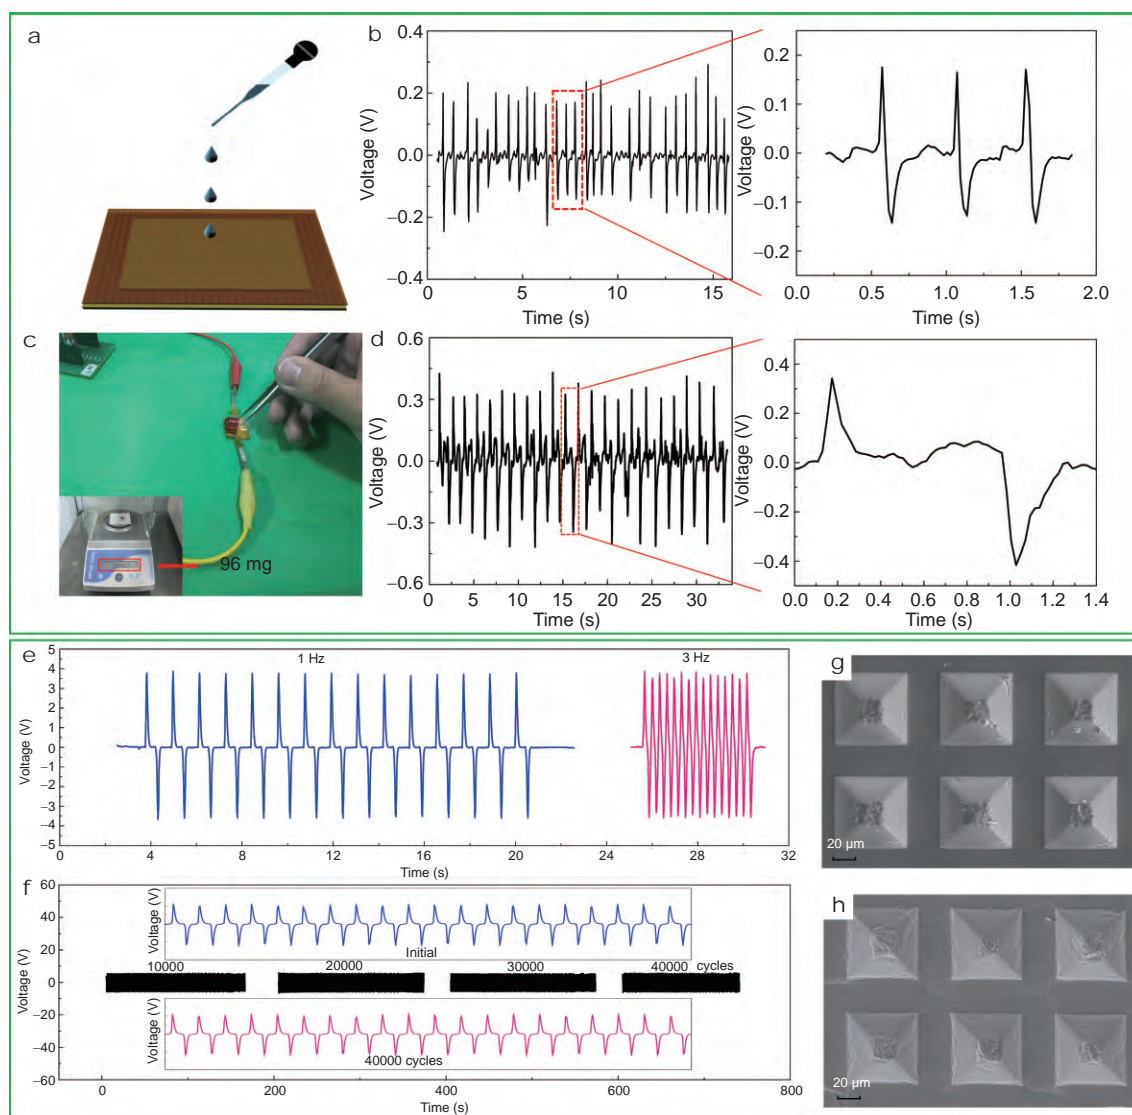 a
b
0.4
0.2
0.0
−0.2
−0.4
Voltage (V)
0 5 10 15
Time (s)
0.2
0.1
0.0
−0.1
−0.2
Voltage (V)
0.0 0.5 1.0 1.5 2.0
Time (s)
c
96 mg
d
0.6
0.3
0.0
−0.3
−0.6
Voltage (V)
0 5 10 15 20 25 30
Time (s)
0.4
0.2
0.0
−0.2
−0.4
Voltage (V)
0.0 0.2 0.4 0.6 0.8 1.0 1.2 1.4
Time (s)
e
1 Hz 3 Hz
5
4
3
2
1
0
−1
−2
−3
−4
−5
Voltage (V)
0 4 8 12 16 20 24 28 32
Time (s)
f
60
40
20
0
−20
−40
−60
Voltage (V)
Voltage (V)
Initial
10000 20000 30000 40000 cycles
Voltage (V)
40000 cycles
0 200 400 600 800
Time (s)
g
20 µm
h
20 µm